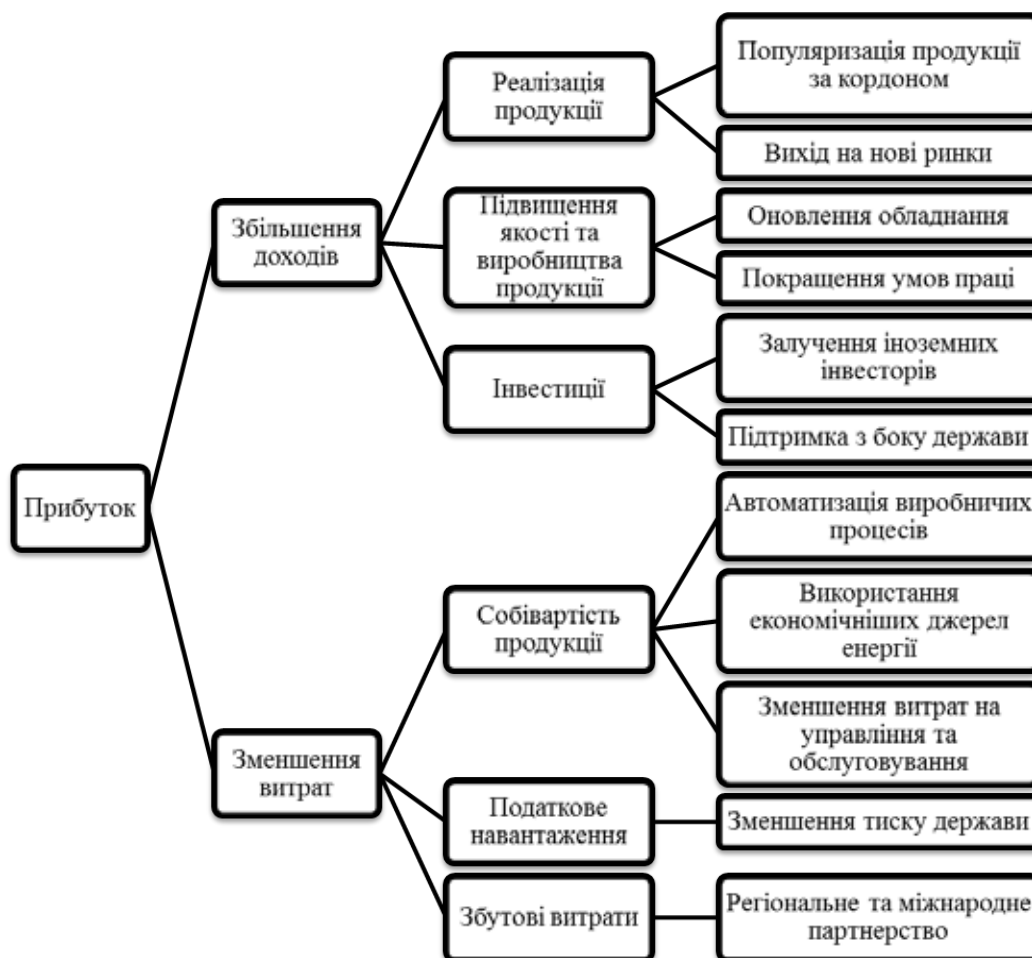 Прибуток
Збільшення
доходів
Реалізація
продукції
Популяризація продукції
за кордоном
Вихід на нові ринки
Підвищення
якості та
виробництва
продукції
Оновлення обладнання
Покращення умов праці
Інвестиції
Залучення іноземних
інвесторів
Підтримка з боку держави
Зменшення
витрат
Собівартість
продукції
Автоматизація виробничих
процесів
Використання
економічніших джерел
енергії
Зменшення витрат на
управління та
обслуговування
Податкове
навантаження
Зменшення тиску держави
Збутові витрати
Регіональне та міжнародне
партнерство